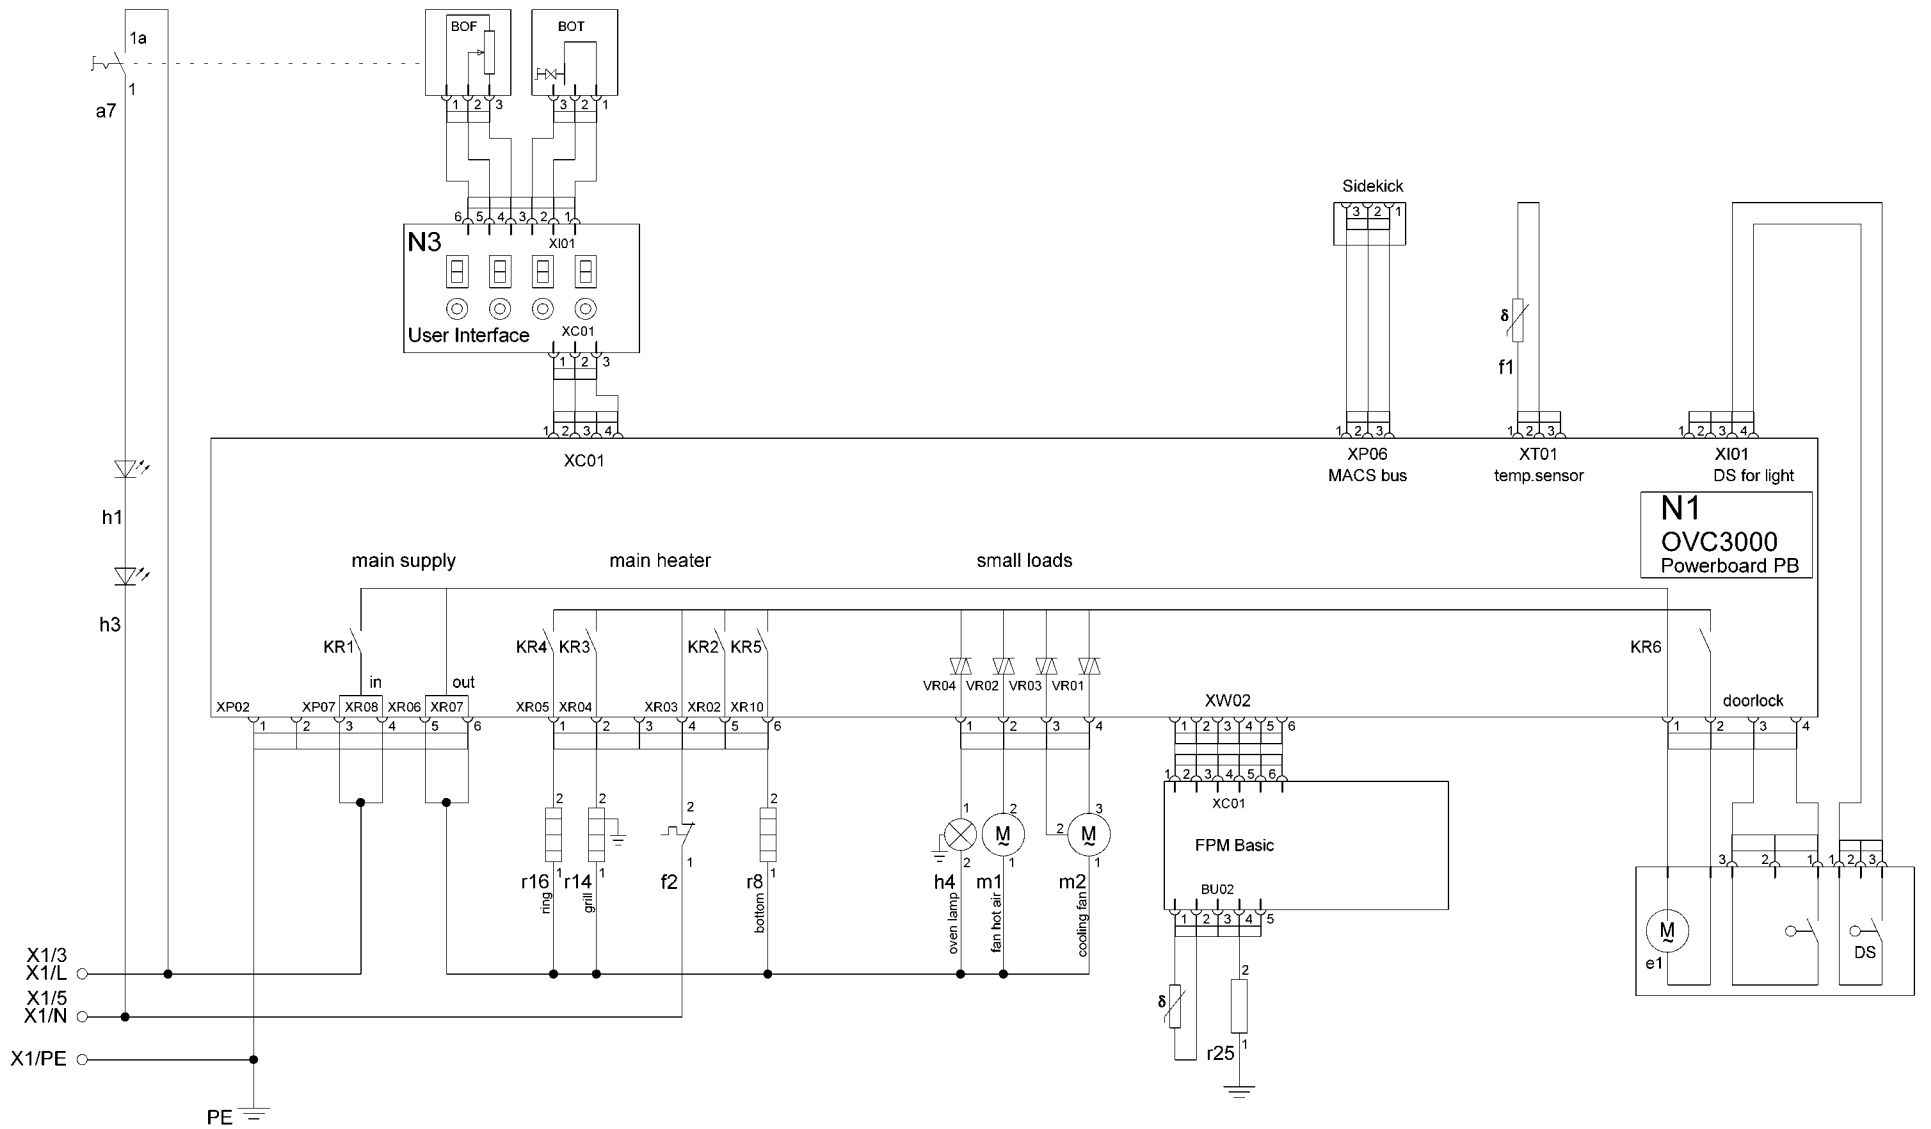 1a
BOF
BOT
1
a7
1 2 3
3 2 1
Sidekick
3 2 1
6 5 4 3 2 1
N3
XI01
δ
User Interface
XC01
f1
1 2 3
1 2 3 4
1 2 3
1 2 3
1 2 3 4
XC01
XP06
XT01
XI01
MACS bus
temp.sensor
DS for light
h1
N1
OVC3000
Powerboard PB
main supply
main heater
small loads
h3
KR1
KR4
KR3
KR2
KR5
KR6
in
out
VR04
VR02
VR03
VR01
XP02
XP07
XR08
XR06
XR07
XR05
XR04
XR03
XR02
XR10
XW02
doorlock
1 2 3 4 5 6
1 2 3 4 5 6
1 2 3 4
1 2 3 4 5 6
1 2 3 4
1 2 3 4 5 6
XC01
2
2
2
2
1
2
3
2
M
~
M
~
FPM Basic
3 2 1
1 2 3
1
1
1
1
2
1
1
r16
ring
r14
grill
f2
r8
bottom
h4
oven lamp
m1
fan hot air
m2
cooling fan
BU02
1 2 3 4 5
M
~
e1
DS
X1/3
X1/L
2
X1/5
X1/N
δ
r25
1
X1/PE
PE